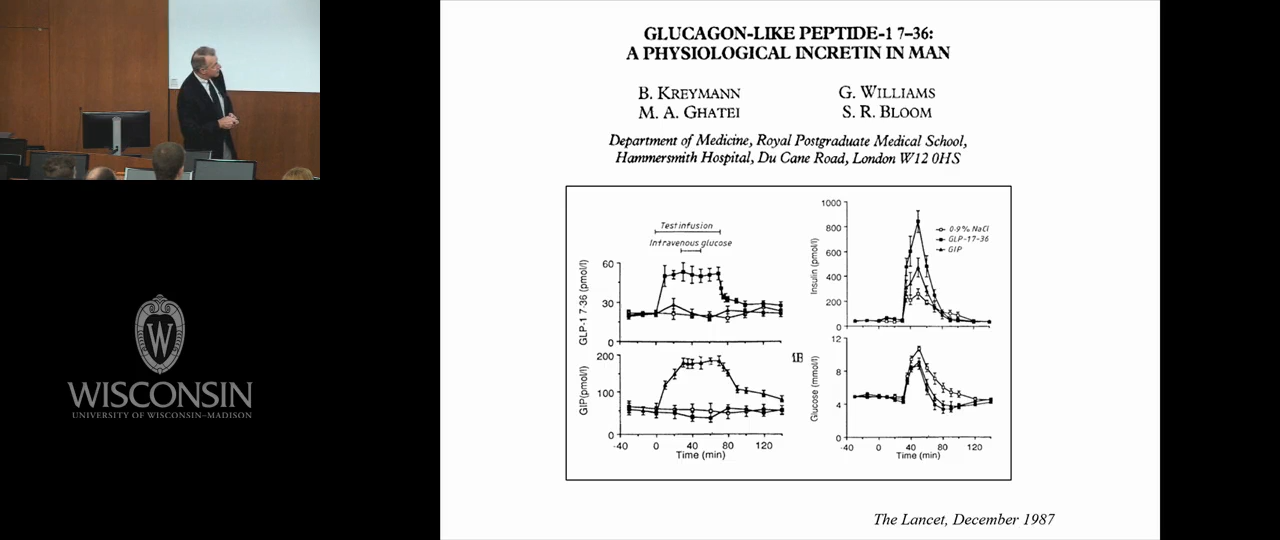 GLUCAGON-LIKE PEPTIDE-1 7–36:
A PHYSIOLOGICAL INCRETIN IN MAN
B. KREYMANN
G. WILLIAMS
M. A. GHATEI
S. R. BLOOM
Department of Medicine, Royal Postgraduate Medical School,
Hammersmith Hospital, Du Cane Road, London W12 0HS
Test infusion
Intravenous glucose
GLP-1 7-36 (pmol/l)
60
30
0
GIP(pmol/l)
200
100
0
-40
0
40
80
120
Time (min)
Insulin (pmol/l)
1000
800
600
400
200
0
0·9% NaCl
GLP-17-36
GIP
Glucose (mmol/l)
12
8
4
0
-40
0
40
80
120
Time (min)
The Lancet, December 1987
W
WISCONSIN
UNIVERSITY OF WISCONSIN–MADISON